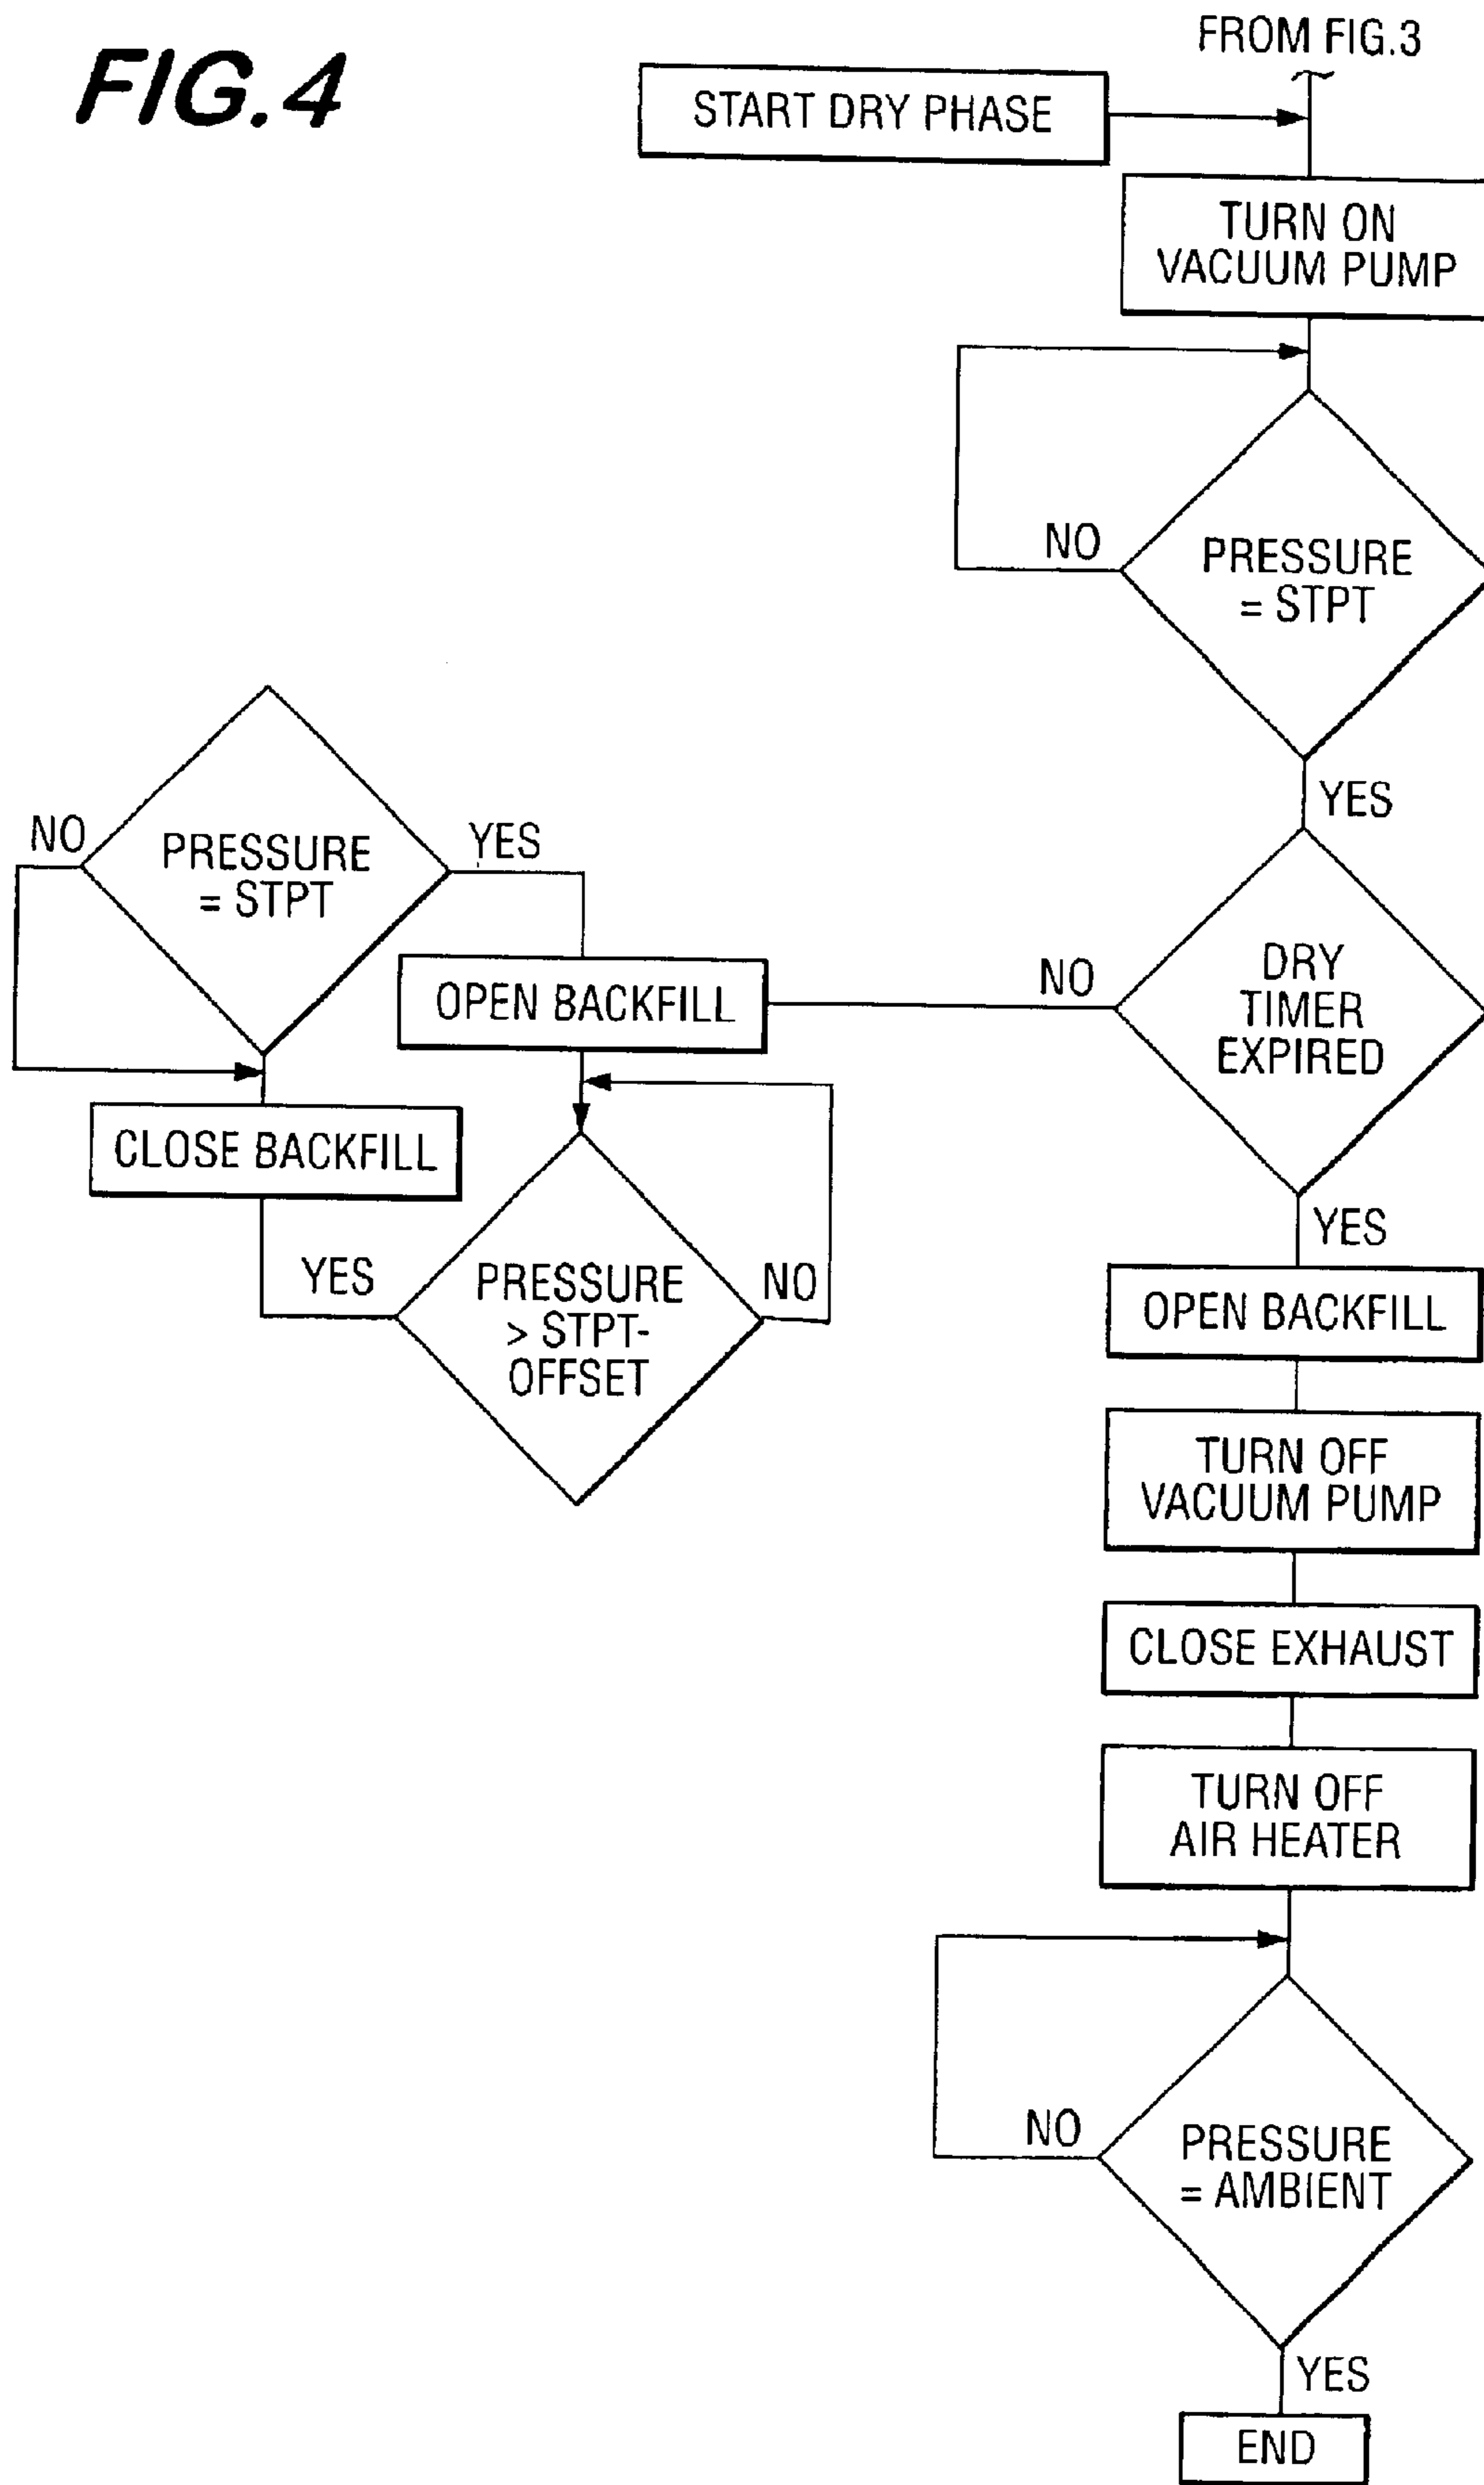 FIG.4
FROM FIG.3
START DRY PHASE
TURN ON
VACUUM PUMP
NO
PRESSURE
= STPT
YES
NO
PRESSURE
= STPT
YES
OPEN BACKFILL
NO
DRY
TIMER
EXPIRED
CLOSE BACKFILL
YES
PRESSURE
> STPT-
OFFSET
NO
YES
OPEN BACKFILL
TURN OFF
VACUUM PUMP
CLOSE EXHAUST
TURN OFF
AIR HEATER
NO
PRESSURE
= AMBIENT
YES
END